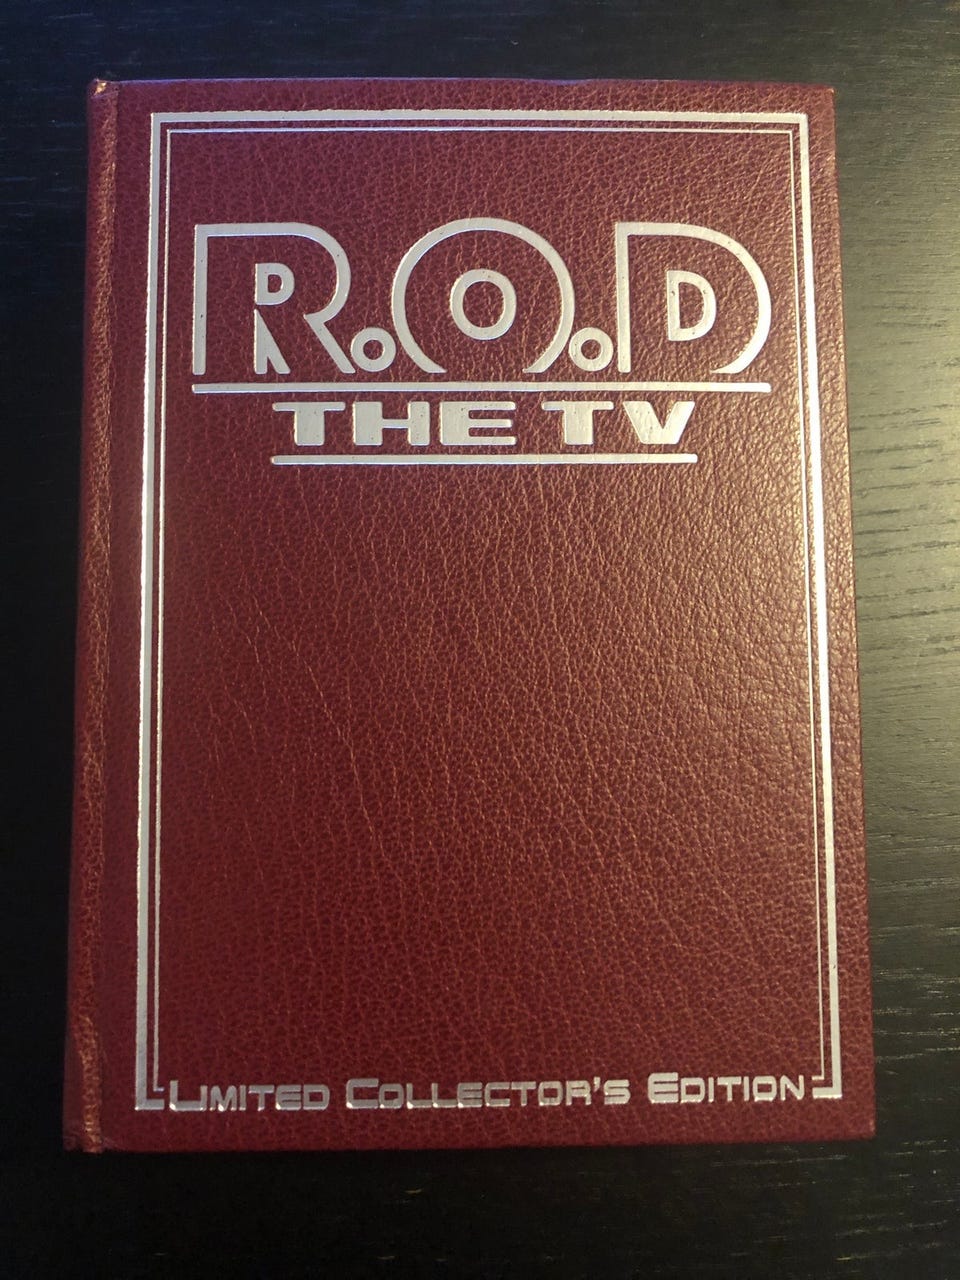 R.O.D
THE TV
LIMITED COLLECTOR'S EDITION